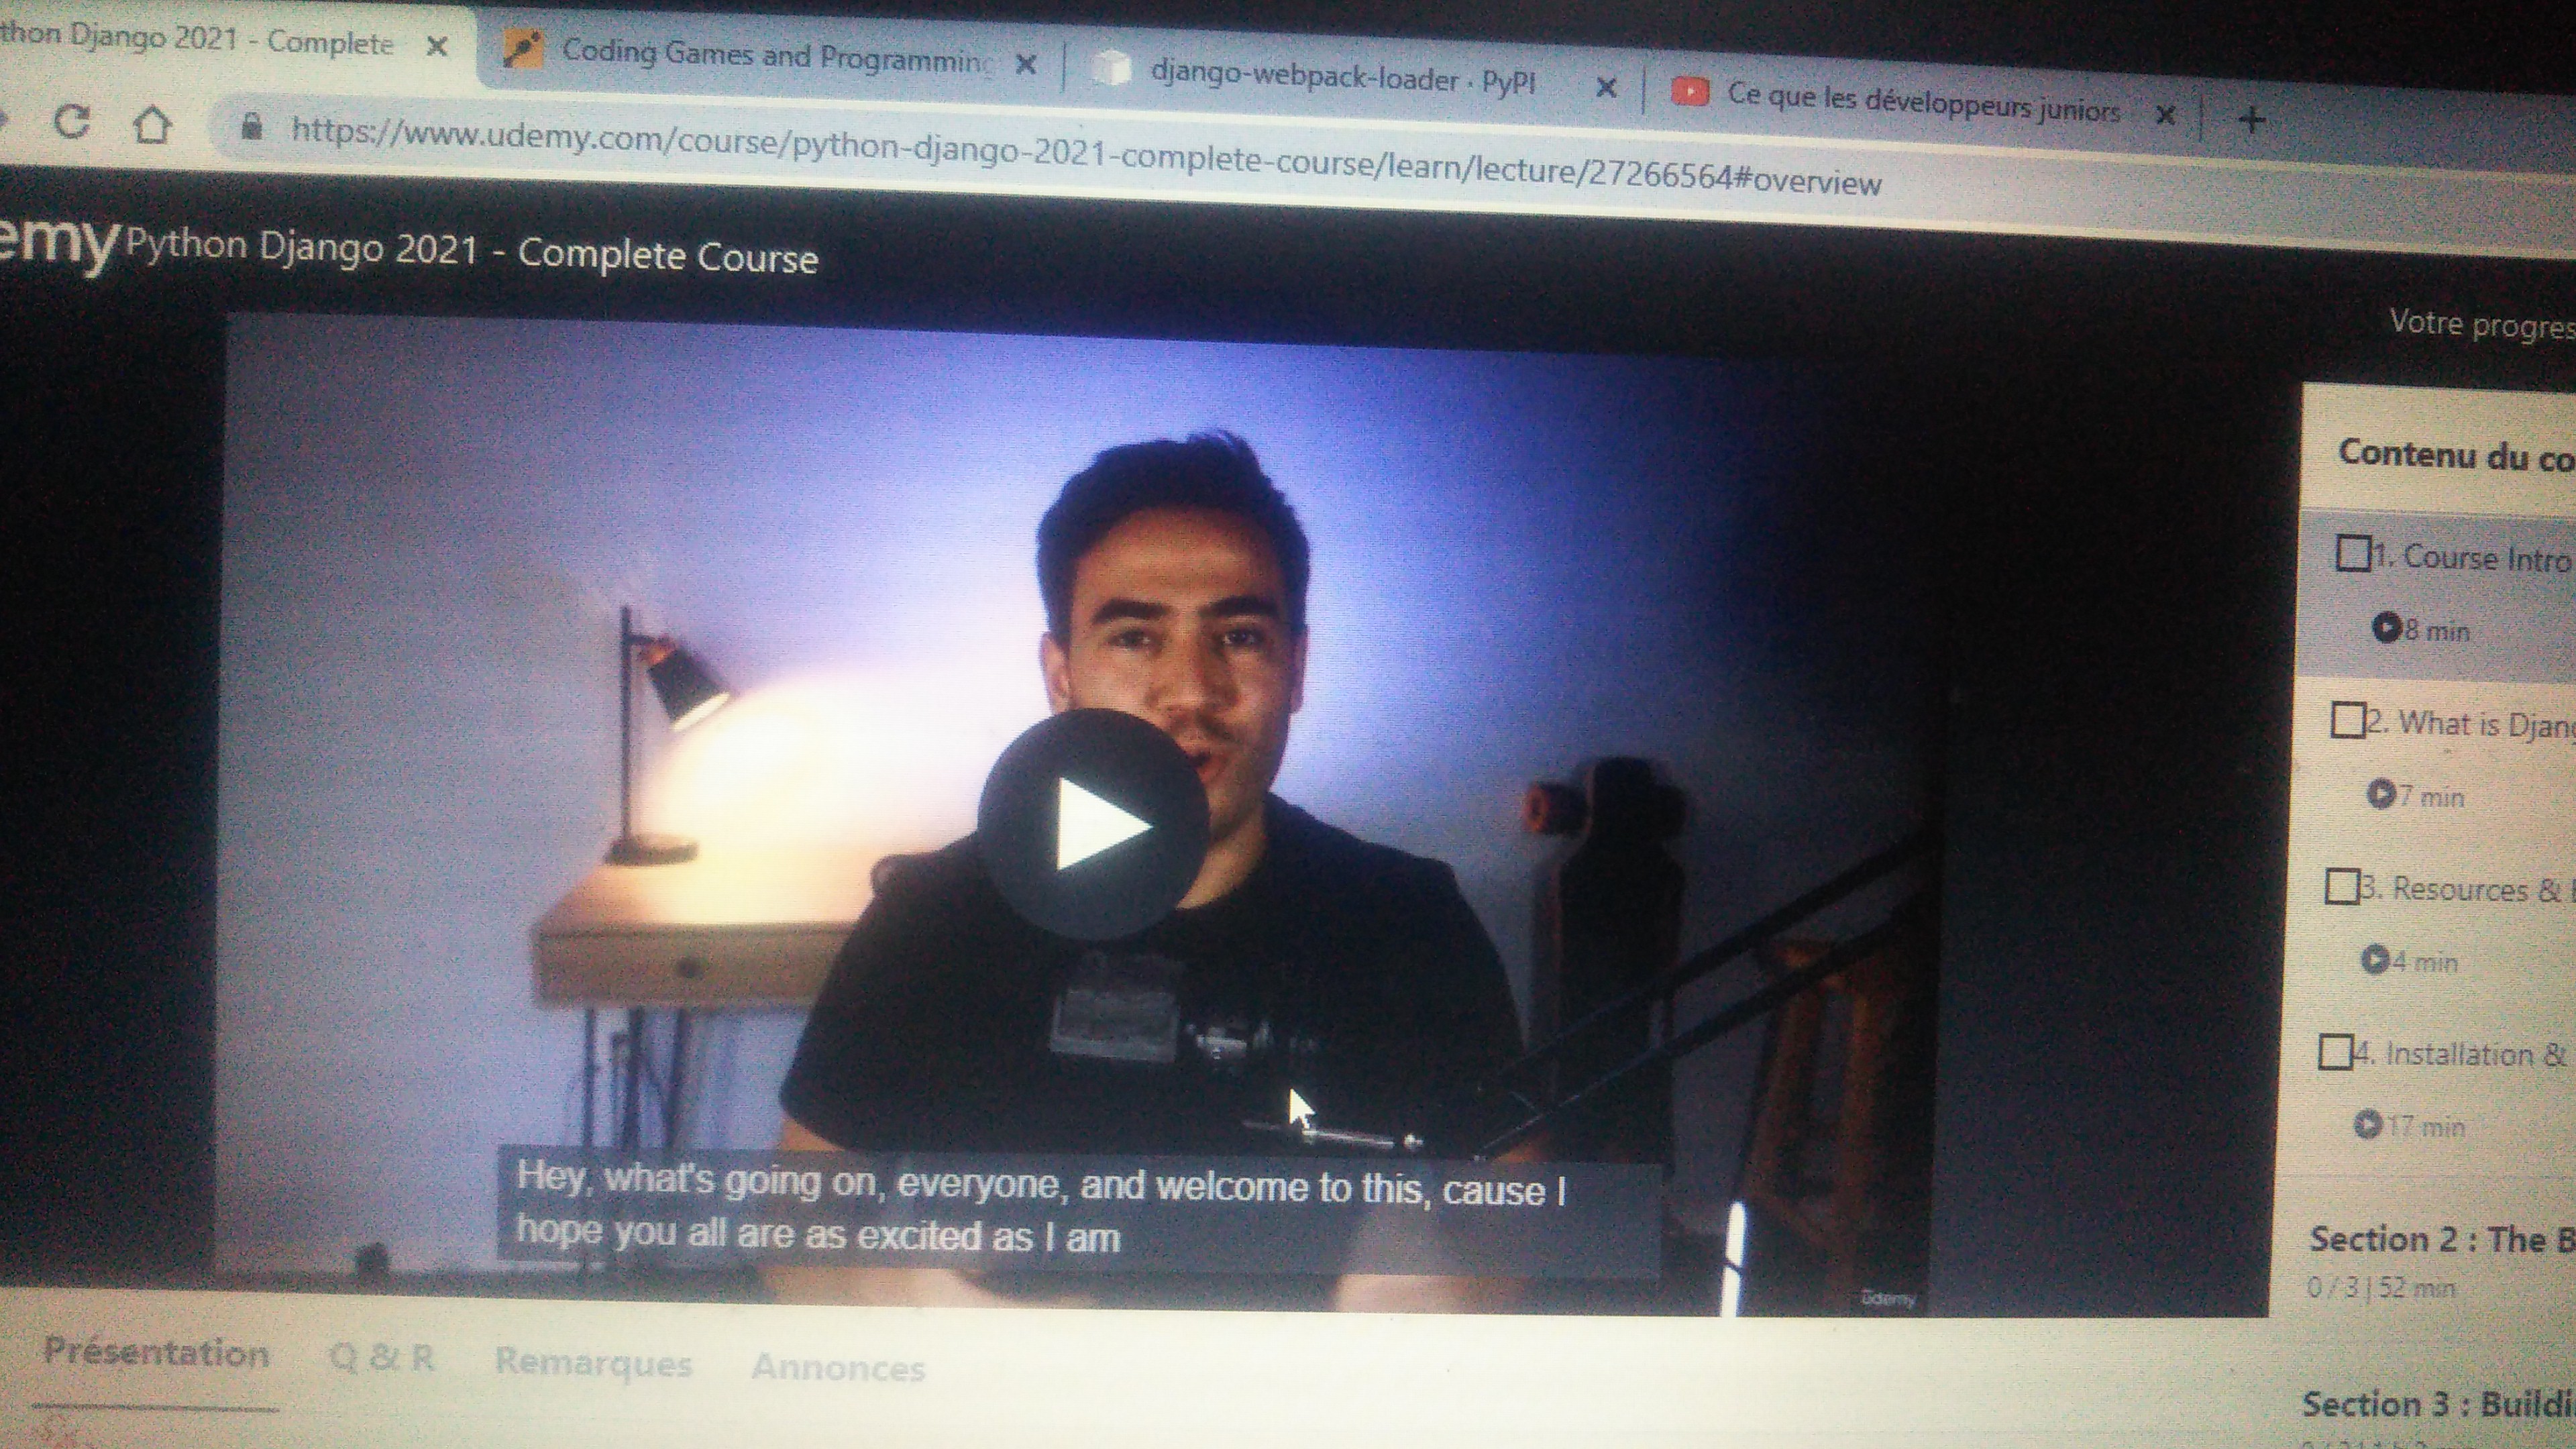 thon Django 2021 - Complete
Coding Games and Programming
django-webpack-loader · PyPI
Ce que les développeurs juniors
https://www.udemy.com/course/python-django-2021-complete-course/learn/lecture/27266564#overview
emy Python Django 2021 - Complete Course
Votre progres
Contenu du co
1. Course Intro
8 min
2. What is Djang
7 min
3. Resources &
4 min
4. Installation &
17 min
Section 2 : The B
0 / 3 | 52 min
Section 3 : Buildi
Hey, what's going on, everyone, and welcome to this, cause I
hope you all are as excited as I am
ûdemy
Présentation
Q & R
Remarques
Annonces